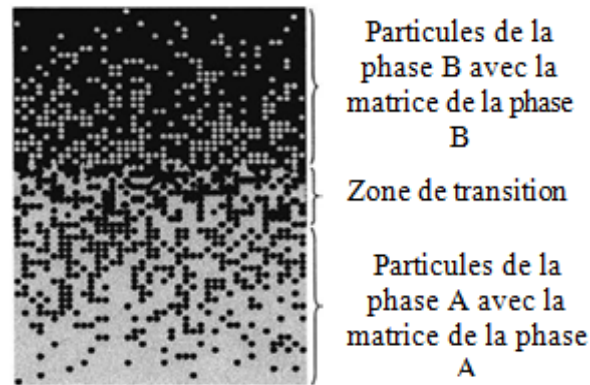 Particules de la
phase B avec la
matrice de la phase
B
Zone de transition
Particules de la
phase A avec la
matrice de la phase
A